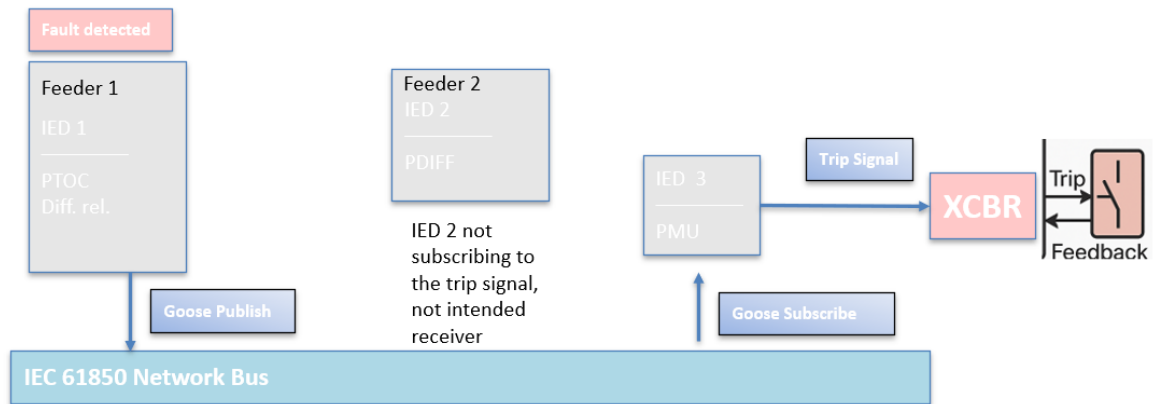 Fault detected
Feeder 1
IED 1
PTOC
Diff. rel.
Goose Publish
Feeder 2
IED 2
PDIFF
IED 2 not
subscribing to
the trip signal,
not intended
receiver
IED  3
PMU
Goose Subscribe
Trip Signal
XCBR
Trip
Feedback
IEC 61850 Network Bus